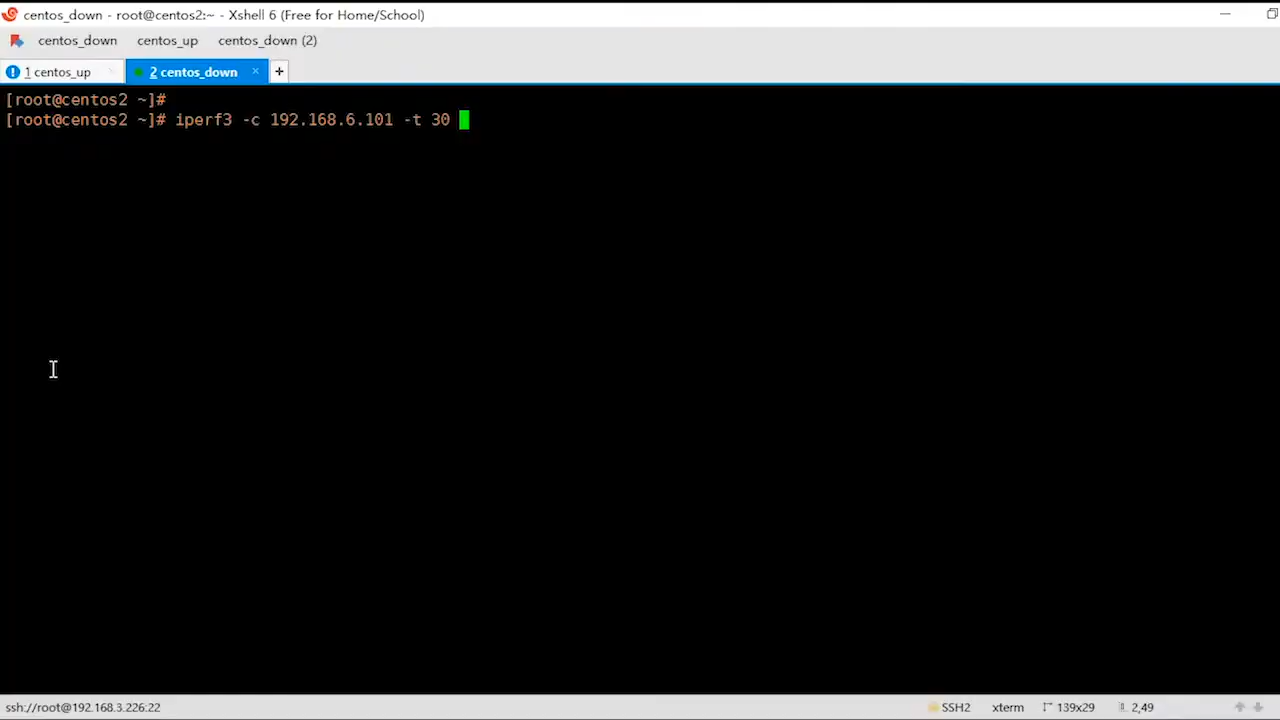 centos_down - root@centos2:~ - Xshell 6 (Free for Home/School)
centos_down centos_up centos_down (2)
1 centos_up 2 centos_down × +
[root@centos2 ~]#
[root@centos2 ~]# iperf3 -c 192.168.6.101 -t 30
ssh://root@192.168.3.226:22 SSH2 xterm 139x29 2,49